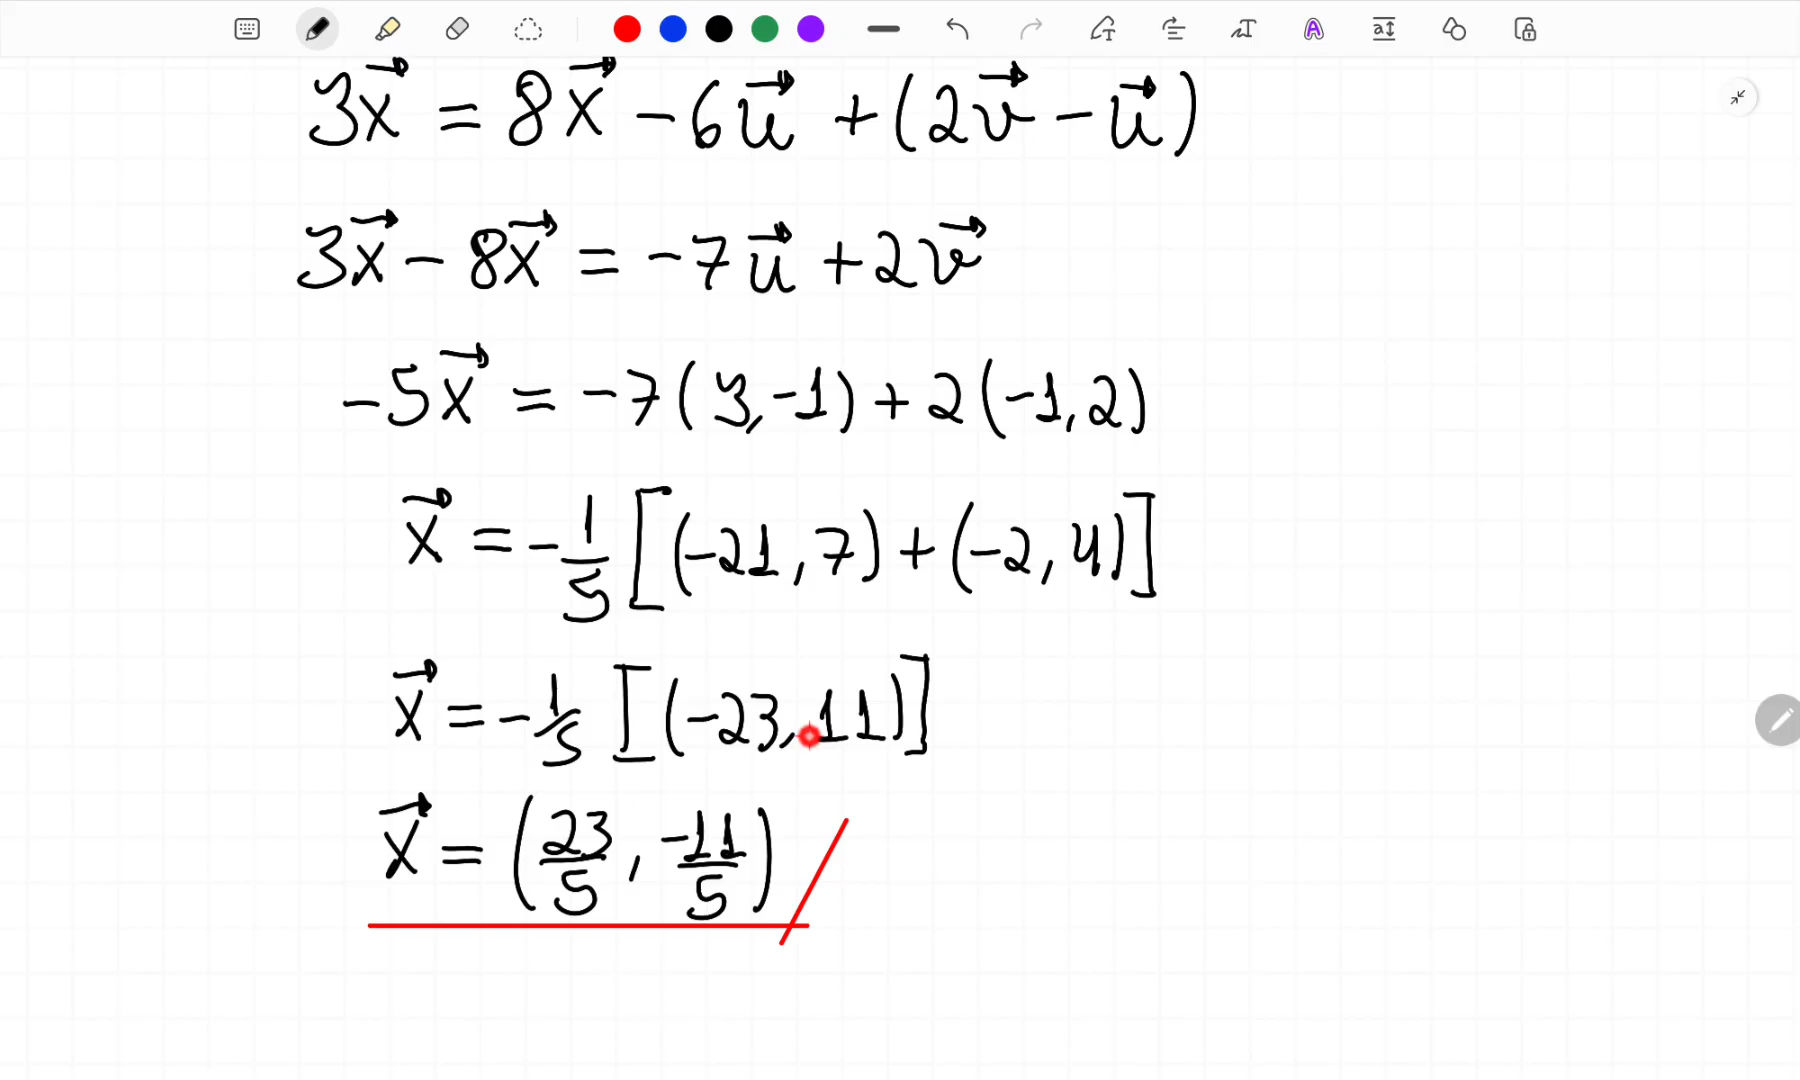 3x⃗ = 8x⃗ - 6u⃗ + (2v⃗ - u⃗)
3x⃗ - 8x⃗ = -7u⃗ + 2v⃗
-5x⃗ = -7(3,-1) + 2(-1,2)
x⃗ = -1/5 [(-21,7) + (-2,4)]
x⃗ = -1/5 [(-23,11)]
x⃗ = (23/5, -11/5)